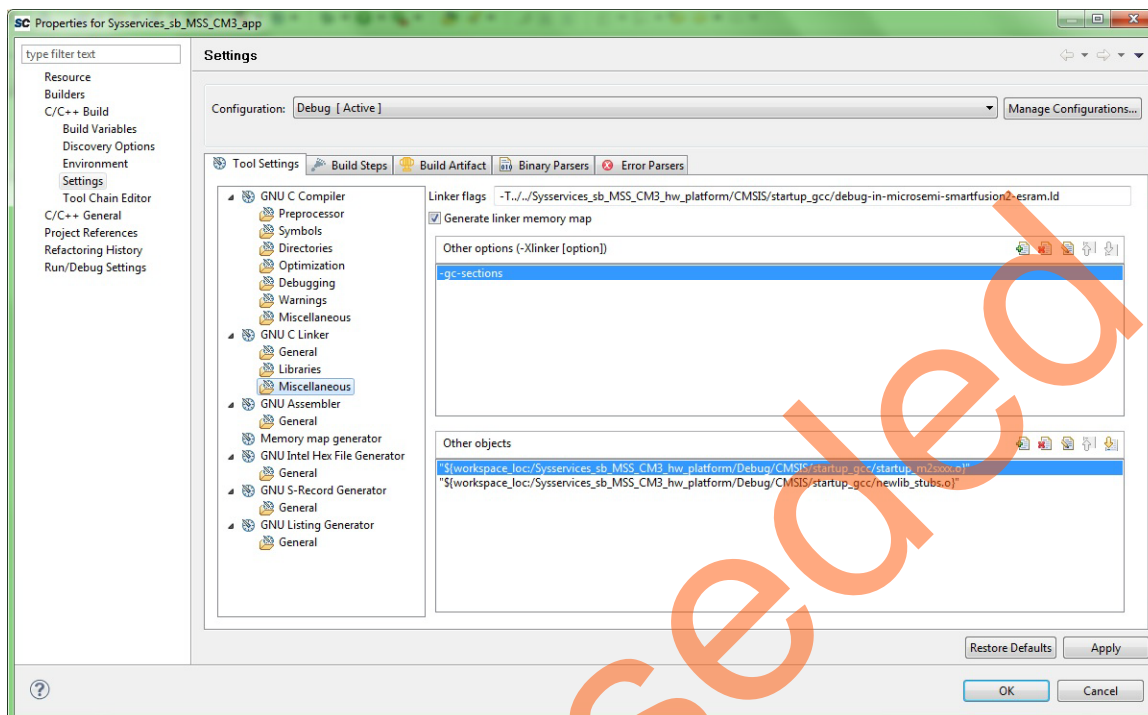 SC Properties for Sysservices_sb_MSS_CM3_app
type filter text
Resource
Builders
C/C++ Build
Build Variables
Discovery Options
Environment
Settings
Tool Chain Editor
C/C++ General
Project References
Refactoring History
Run/Debug Settings
Settings
Configuration: Debug [ Active ]
Manage Configurations...
Tool Settings Build Steps Build Artifact Binary Parsers Error Parsers
GNU C Compiler
Preprocessor
Symbols
Directories
Optimization
Debugging
Warnings
Miscellaneous
GNU C Linker
General
Libraries
Miscellaneous
GNU Assembler
General
Memory map generator
GNU Intel Hex File Generator
General
GNU S-Record Generator
General
GNU Listing Generator
General
Linker flags -T../../Sysservices_sb_MSS_CM3_hw_platform/CMSIS/startup_gcc/debug-in-microsemi-smartfusion2-esram.ld
Generate linker memory map
Other options (-Xlinker [option])
-gc-sections
Other objects
"${workspace_loc:/Sysservices_sb_MSS_CM3_hw_platform/Debug/CMSIS/startup_gcc/startup_m2sxxx.o}"
"${workspace_loc:/Sysservices_sb_MSS_CM3_hw_platform/Debug/CMSIS/startup_gcc/newlib_stubs.o}"
Restore Defaults Apply
OK Cancel
seded